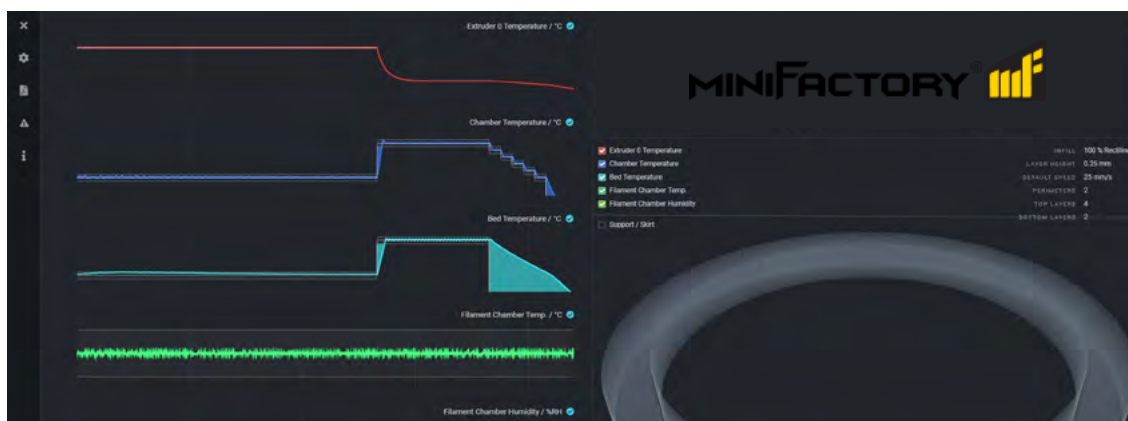 Extruder 0 Temperature / °C
Chamber Temperature / °C
Bed Temperature / °C
Filament Chamber Temp. / °C
Filament Chamber Humidity / %RH
MINIFACTORY®
Extruder 0 Temperature
Chamber Temperature
Bed Temperature
Filament Chamber Temp.
Filament Chamber Humidity
Support / Skirt
INFILL 100 % Rectiline
LAYER HEIGHT 0.25 mm
DEFAULT SPEED 25 mm/s
PERIMETERS 2
TOP LAYERS 4
BOTTOM LAYERS 2